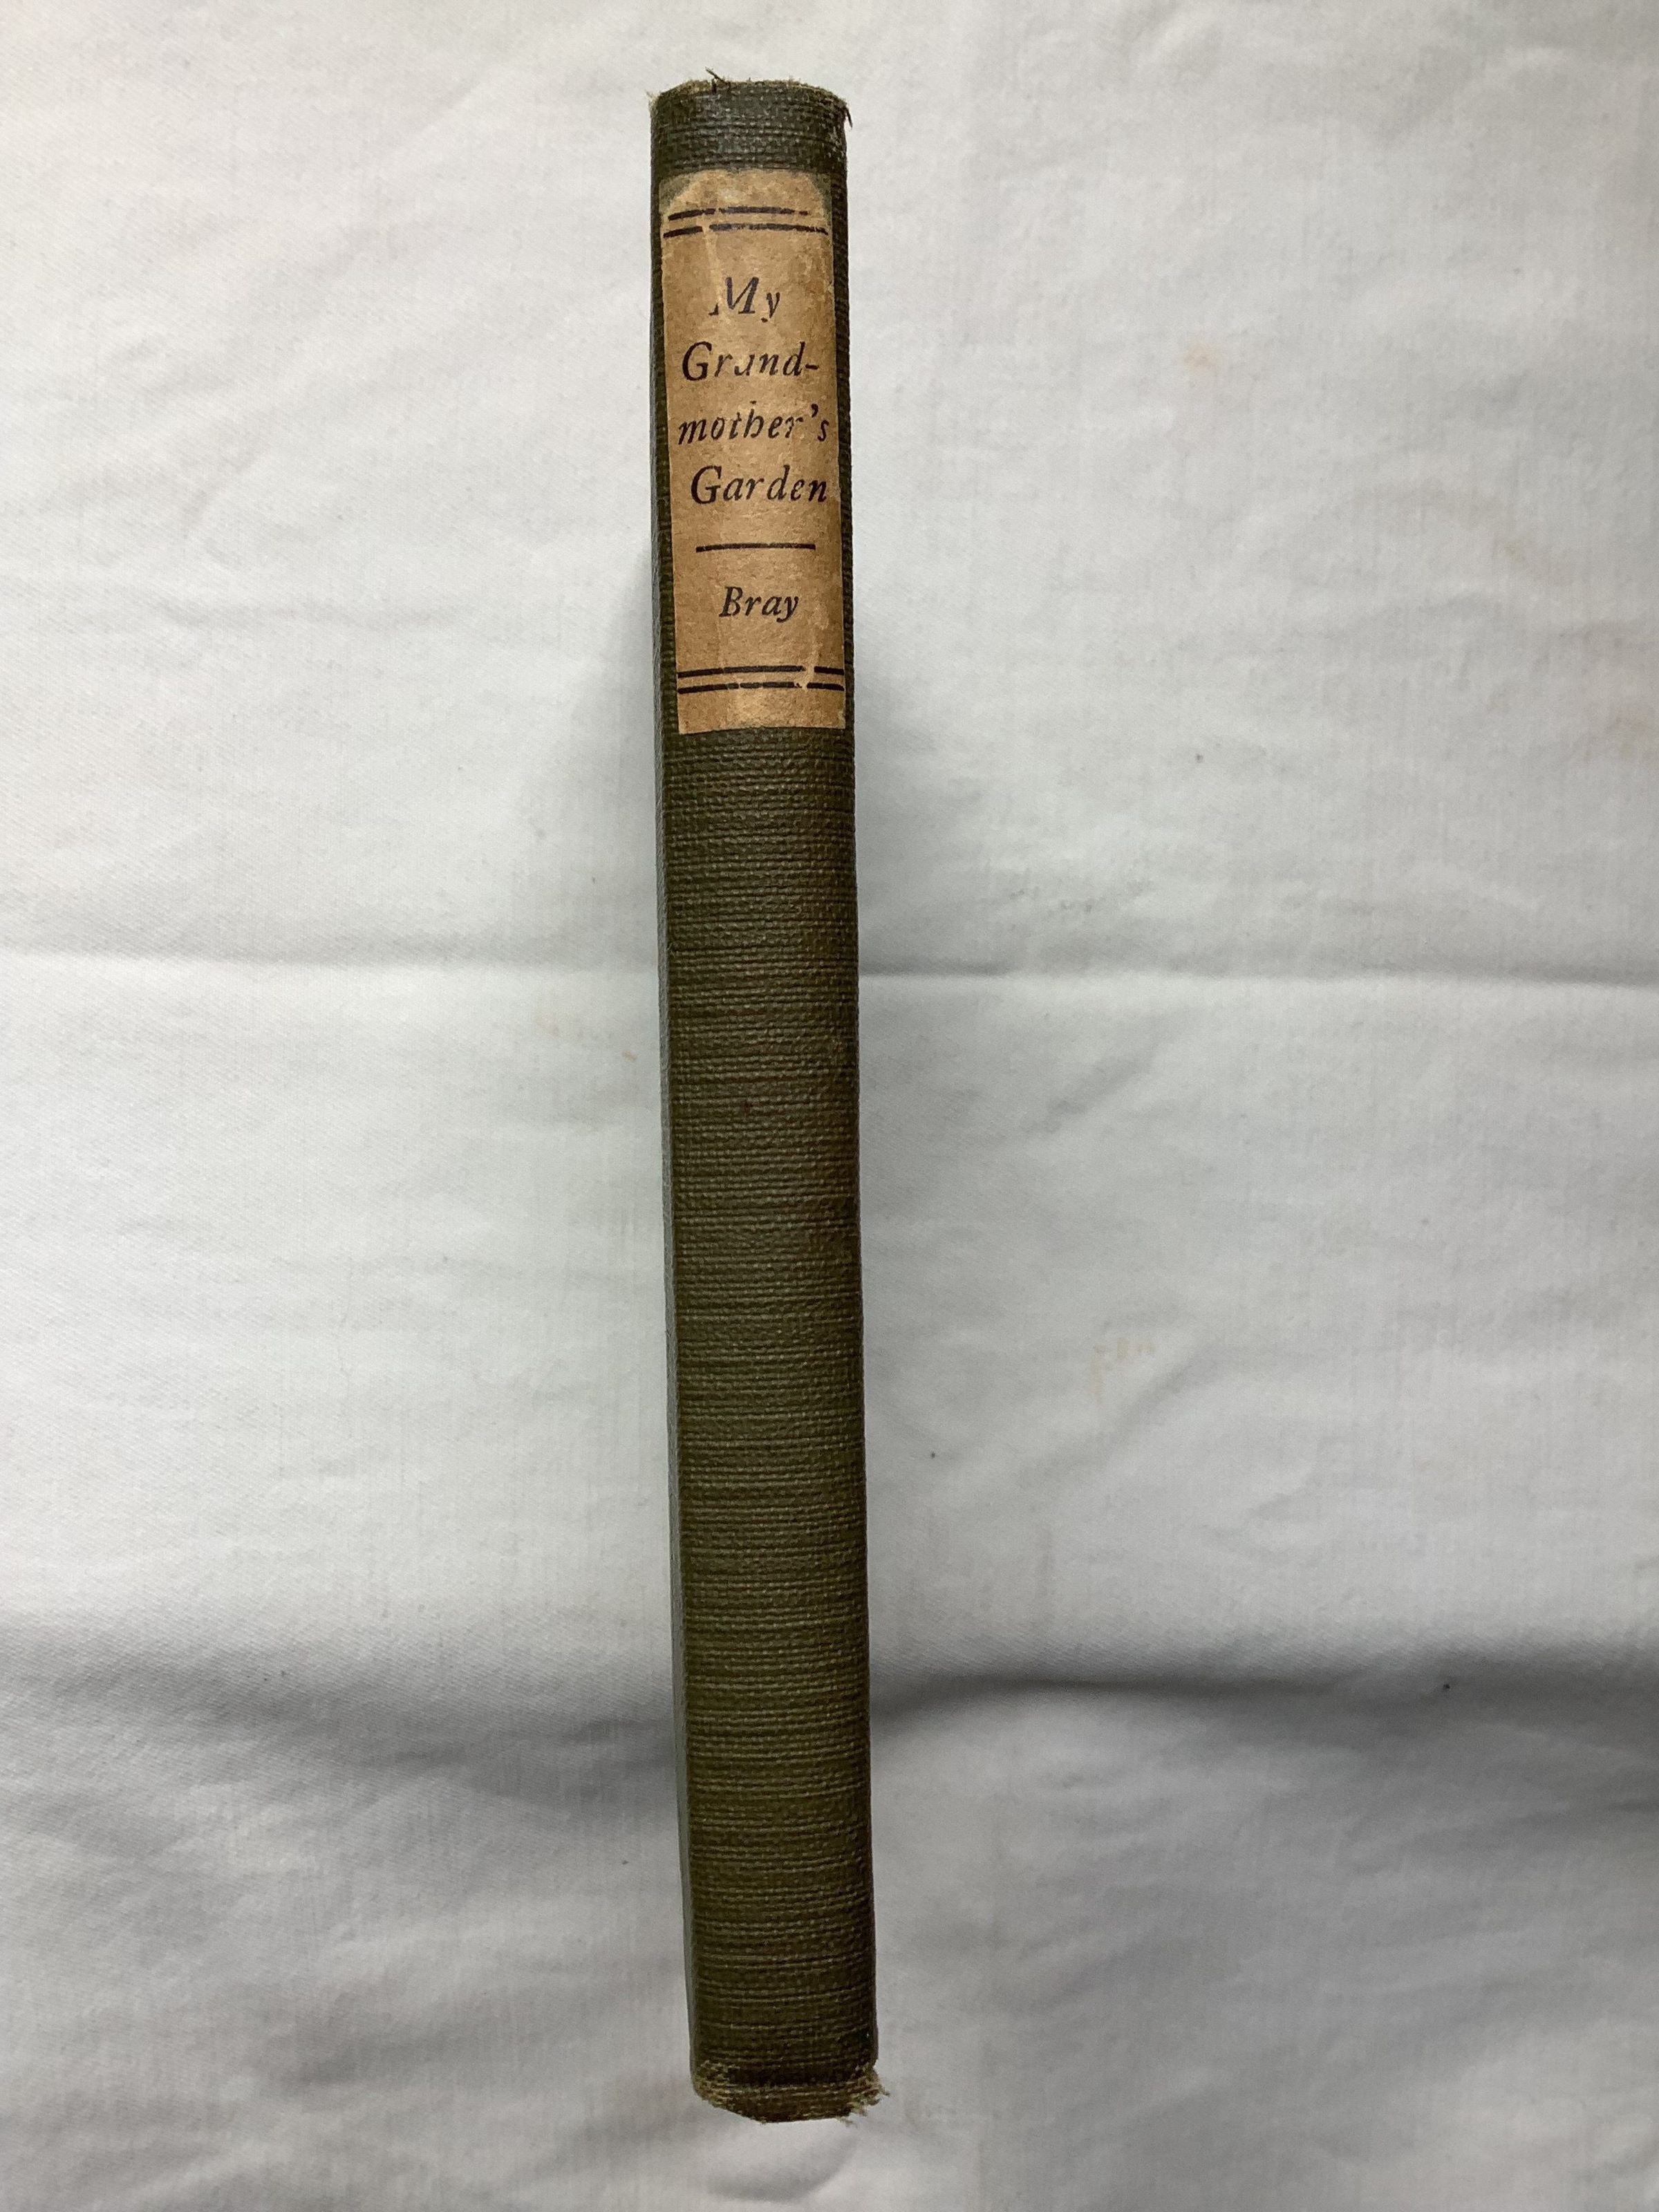 My
Grand-
mother's
Garden
Bray